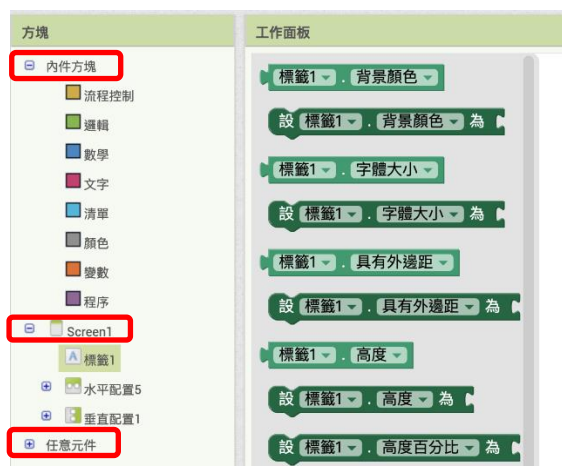 方塊
內件方塊
流程控制
邏輯
數學
文字
清單
顏色
變數
程序
Screen1
A 標籤1
水平配置5
垂直配置1
任意元件
工作面板
標籤1 . 背景顏色
設 標籤1 . 背景顏色 為
標籤1 . 字體大小
設 標籤1 . 字體大小 為
標籤1 . 具有外邊距
設 標籤1 . 具有外邊距 為
標籤1 . 高度
設 標籤1 . 高度 為
設 標籤1 . 高度百分比 為